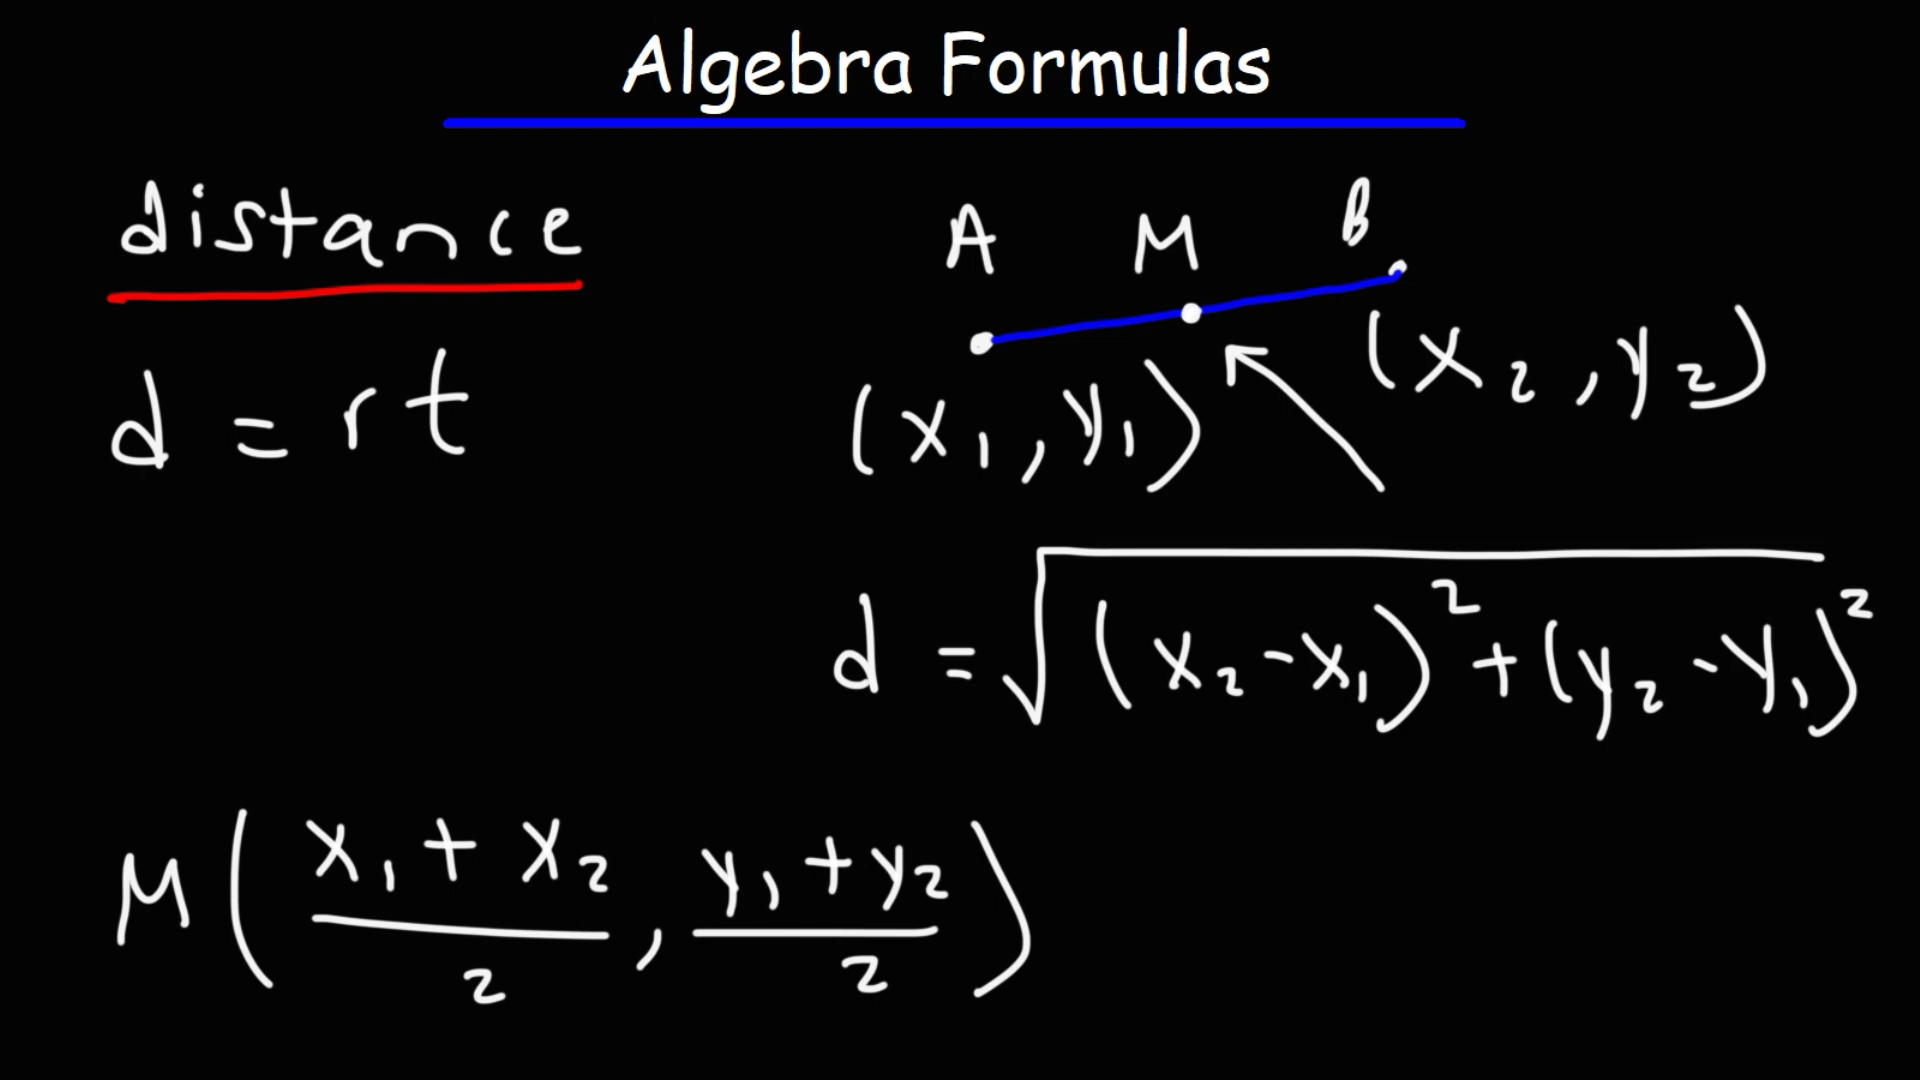 Algebra Formulas
distance
d = rt
A M B
(x₁, y₁)
(x₂, y₂)
d = √((x₂-x₁)² + (y₂-y₁)²)
M((x₁+x₂)/2, (y₁+y₂)/2)